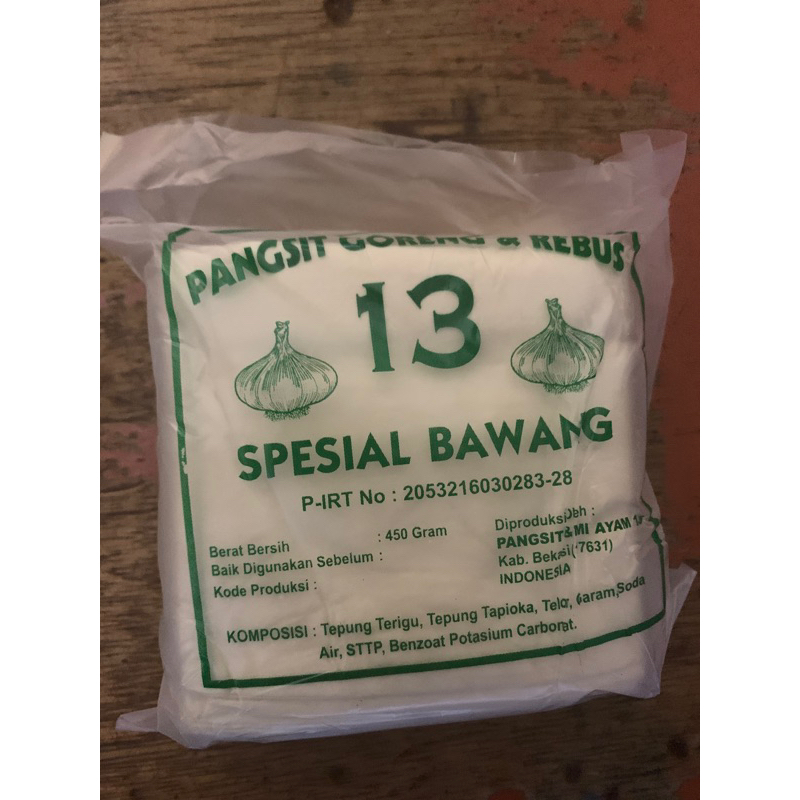 PANGSIT GORENG & REBUS
13
SPESIAL BAWANG
P-IRT No : 2053216030283-28
Berat Bersih : 450 Gram
Baik Digunakan Sebelum :
Kode Produksi :
Diproduksi Oleh :
PANGSIT & MI AYAM
Kab. Bekasi 17631)
INDONESIA
KOMPOSISI : Tepung Terigu, Tepung Tapioka, Telor, Garam, Soda
Air, STTP, Benzoat Potasium Carbonat.